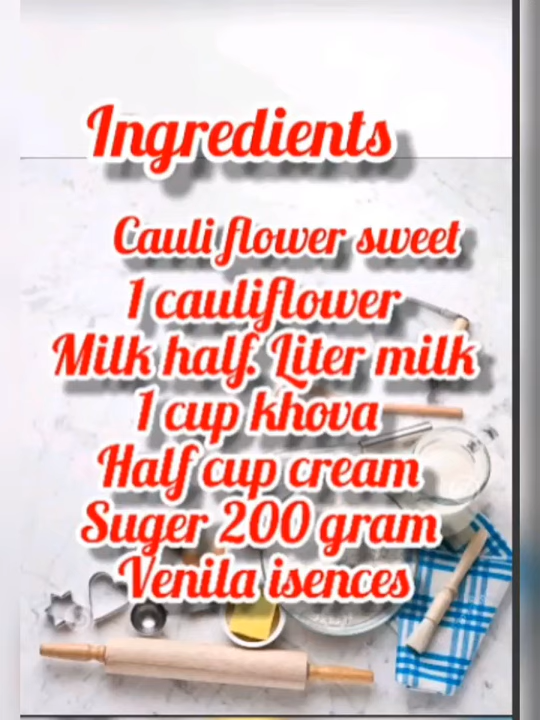 Ingredients
Cauli flower sweet
1 cauliflower
Milk half. Liter milk
1 cup khova
Half cup cream
Suger 200 gram
Venila isences